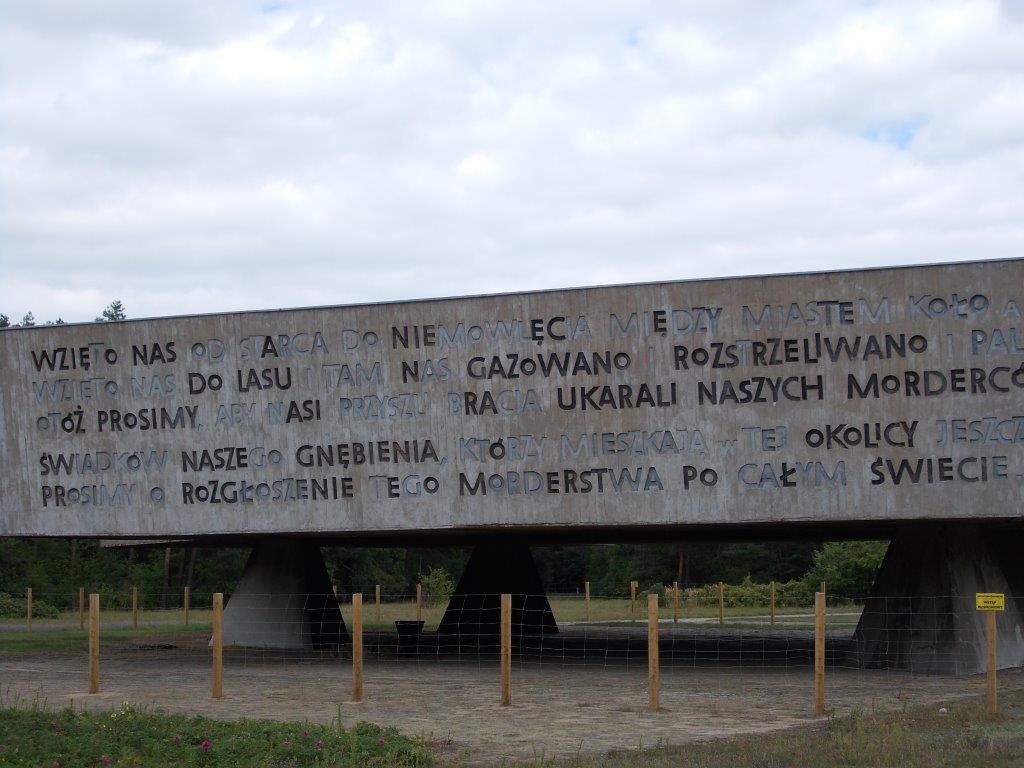 WZIĘTO NAS OD STARCA DO NIEMOWLĘCIA MIĘDZY MIASTEM KOŁO A
WZIĘTO NAS DO LASU I TAM NAS GAZOWANO I ROZSTRZELIWANO I PAL
OTÓŻ PROSIMY, ABY NASI PRZYSZLI BRACIA UKARALI NASZYCH MORDERCÓ
ŚWIADKÓW NASZEGO GNĘBIENIA, KTÓRZY MIESZKAJĄ W TEJ OKOLICY JESZCZ
PROSIMY O ROZGŁOSZENIE TEGO MORDERSTWA PO CAŁYM ŚWIECIE.
WSTĘP